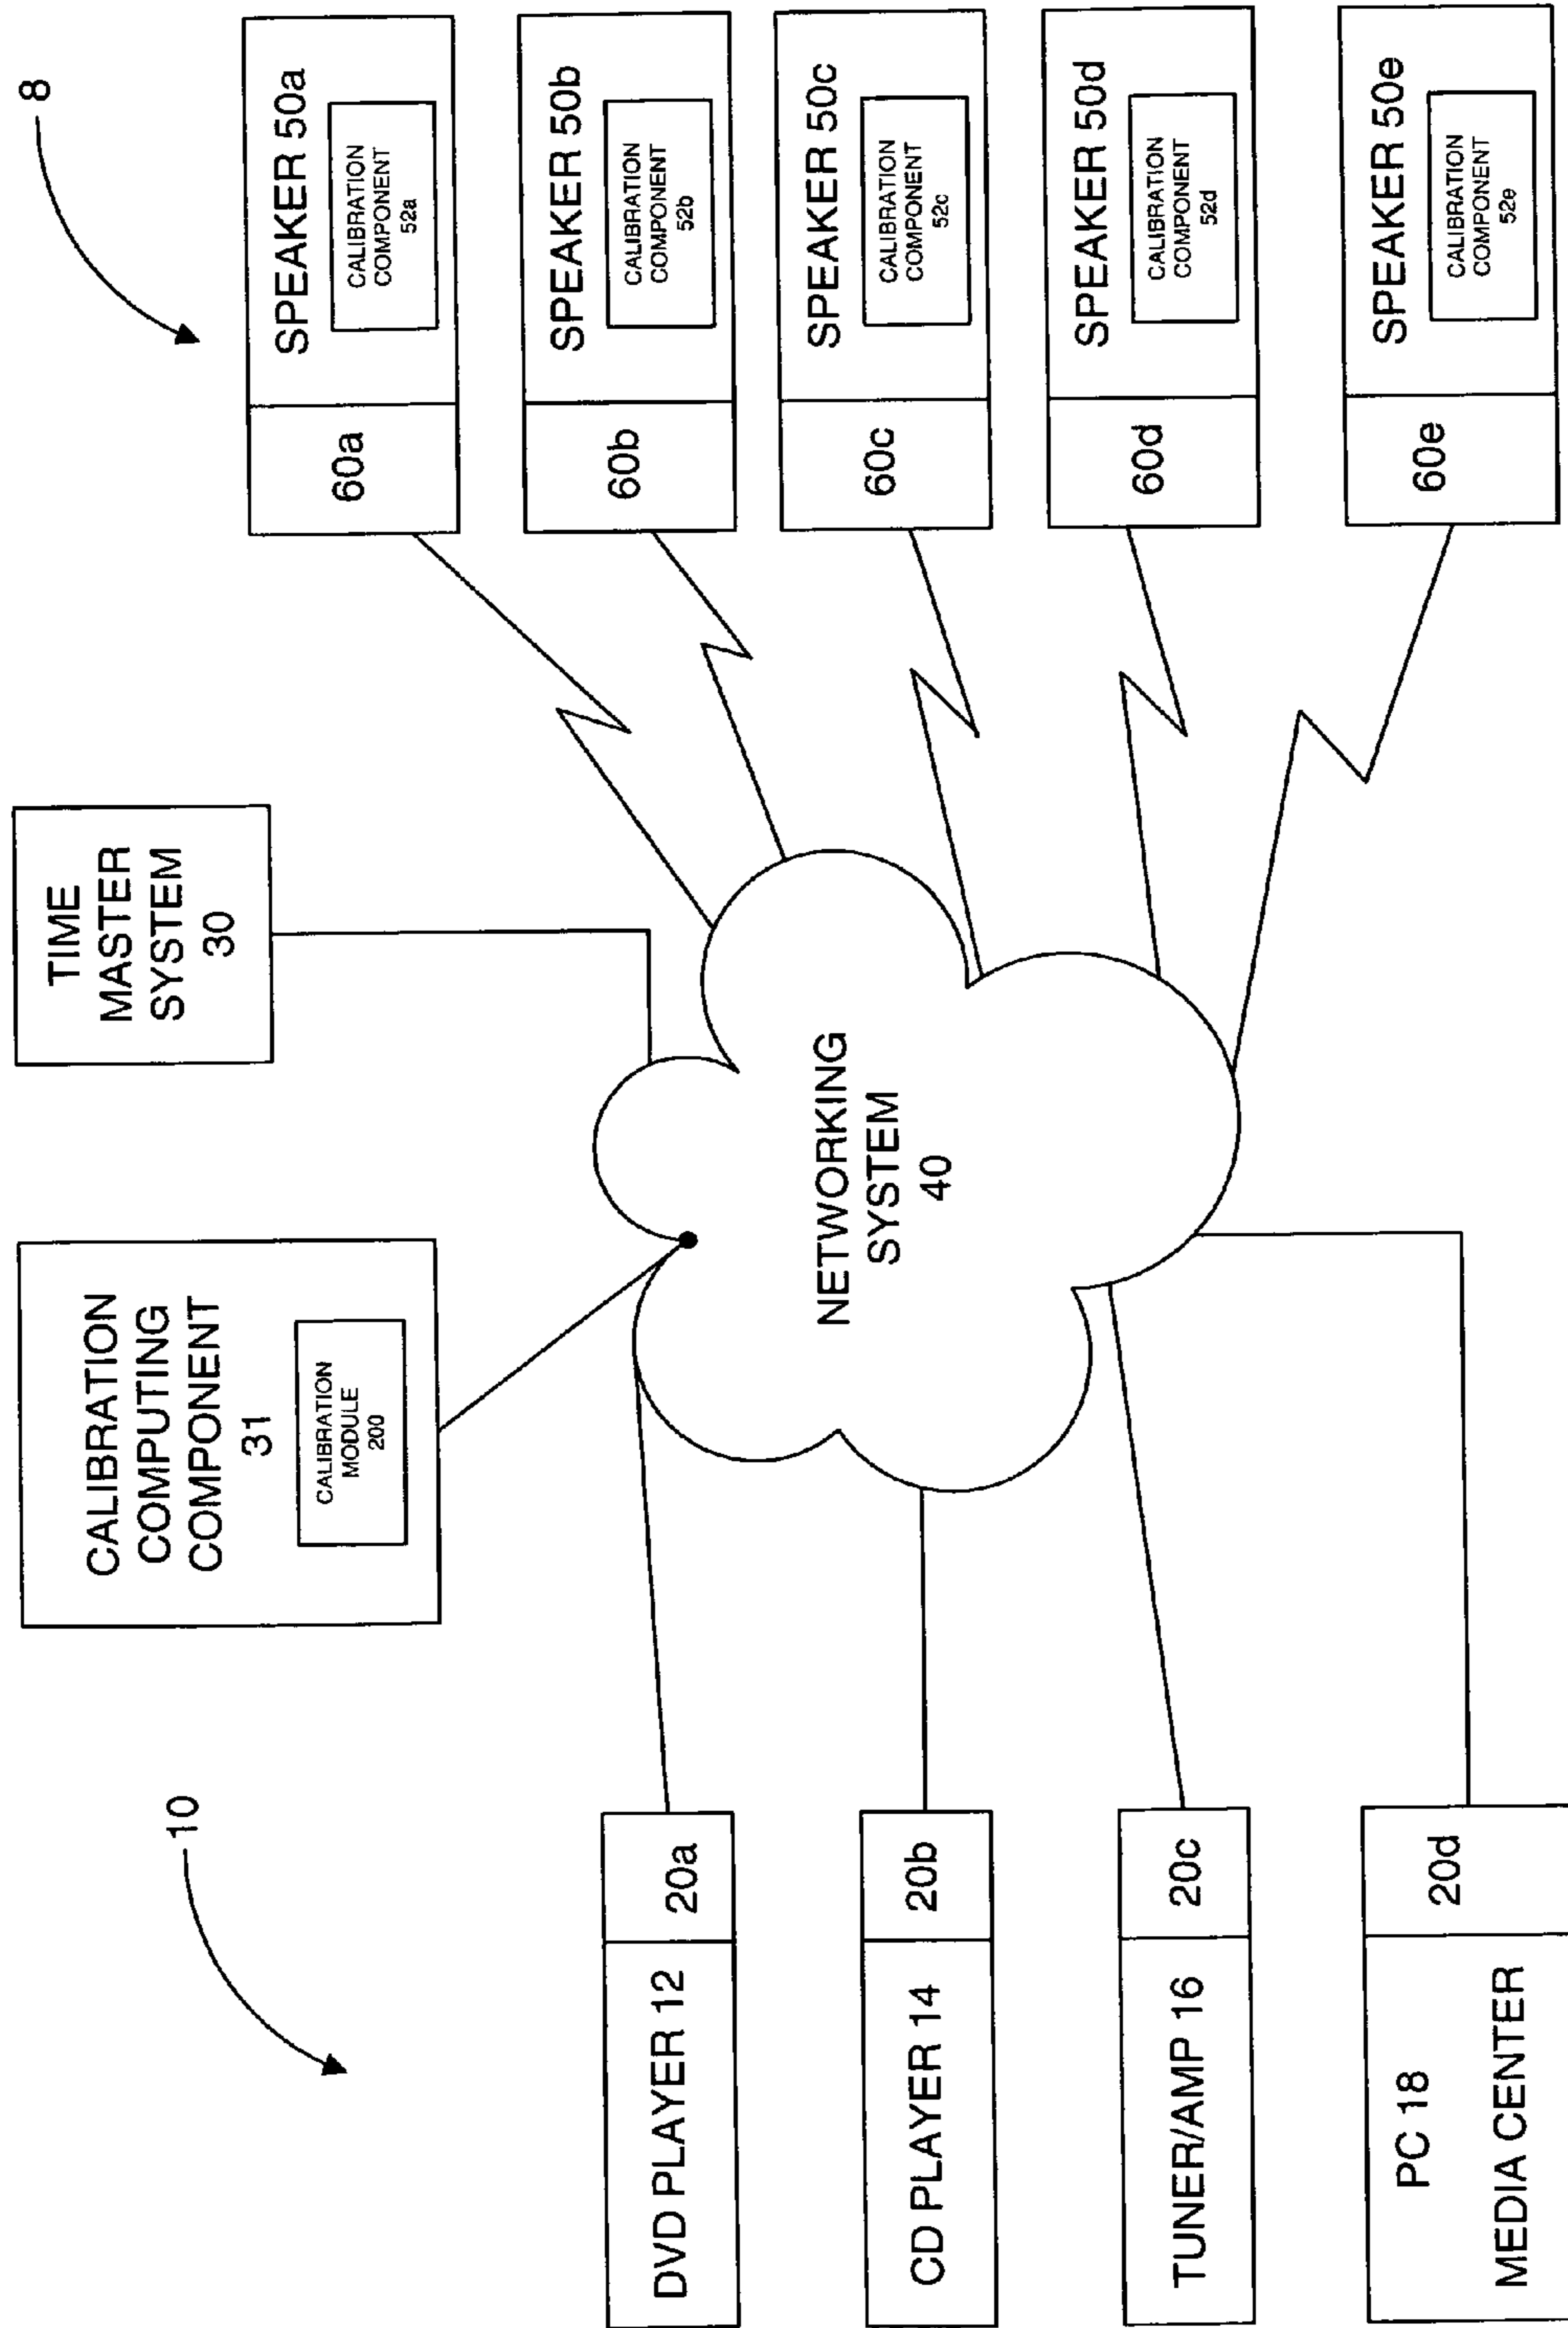 8
10
CALIBRATION
COMPUTING
COMPONENT
31
CALIBRATION
MODULE
200
TIME
MASTER
SYSTEM
30
DVD PLAYER 12
20a
CD PLAYER 14
20b
TUNER/AMP 16
20c
PC 18
MEDIA CENTER
20d
NETWORKING
SYSTEM
40
60a
SPEAKER 50a
CALIBRATION
COMPONENT
52a
60b
SPEAKER 50b
CALIBRATION
COMPONENT
52b
60c
SPEAKER 50c
CALIBRATION
COMPONENT
52c
60d
SPEAKER 50d
CALIBRATION
COMPONENT
52d
60e
SPEAKER 50e
CALIBRATION
COMPONENT
52e